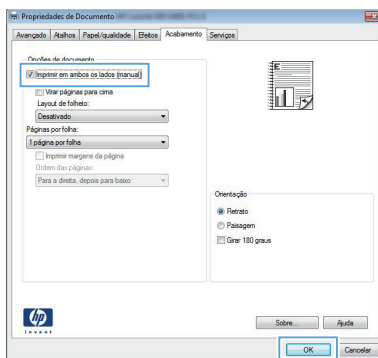 Propriedades de Documento
Avançado Atalhos Papel/qualidade Efeitos Acabamento Serviços
Opções de documento
Imprimir em ambos os lados (manual)
Virar páginas para cima
Layout de folheto:
Desativado
Páginas por folha:
1 página por folha
Imprimir margens da página
Ordem das páginas:
Para a direita, depois para baixo
Orientação
Retrato
Paisagem
Girar 180 graus
hp
invent
Sobre... Ajuda
OK Cancelar